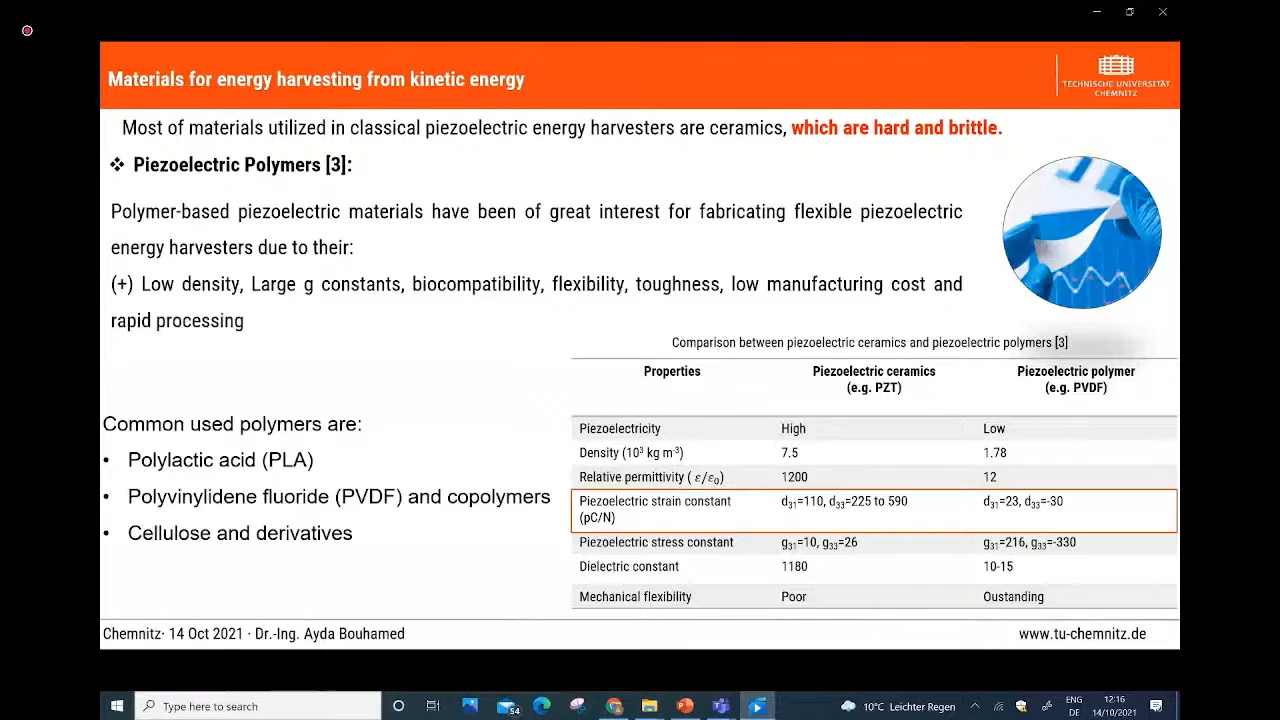 Materials for energy harvesting from kinetic energy
TECHNISCHE UNIVERSITÄT
CHEMNITZ
Most of materials utilized in classical piezoelectric energy harvesters are ceramics, which are hard and brittle.
❖ Piezoelectric Polymers [3]:
Polymer-based piezoelectric materials have been of great interest for fabricating flexible piezoelectric
energy harvesters due to their:
(+) Low density, Large g constants, biocompatibility, flexibility, toughness, low manufacturing cost and
rapid processing
Comparison between piezoelectric ceramics and piezoelectric polymers [3]
Properties Piezoelectric ceramics Piezoelectric polymer
(e.g. PZT) (e.g. PVDF)
Common used polymers are:
• Polylactic acid (PLA)
• Polyvinylidene fluoride (PVDF) and copolymers
• Cellulose and derivatives
Piezoelectricity High Low
Density (10³ kg m⁻³) 7.5 1.78
Relative permittivity ( ε/ε₀) 1200 12
Piezoelectric strain constant d₃₁=110, d₃₃=225 to 590 d₃₁=23, d₃₃=-30
(pC/N)
Piezoelectric stress constant g₃₁=10, g₃₃=26 g₃₁=216, g₃₃=-330
Dielectric constant 1180 10-15
Mechanical flexibility Poor Oustanding
Chemnitz· 14 Oct 2021 · Dr.-Ing. Ayda Bouhamed
www.tu-chemnitz.de
Type here to search
54
10°C Leichter Regen
ENG
DE
12:16
14/10/2021